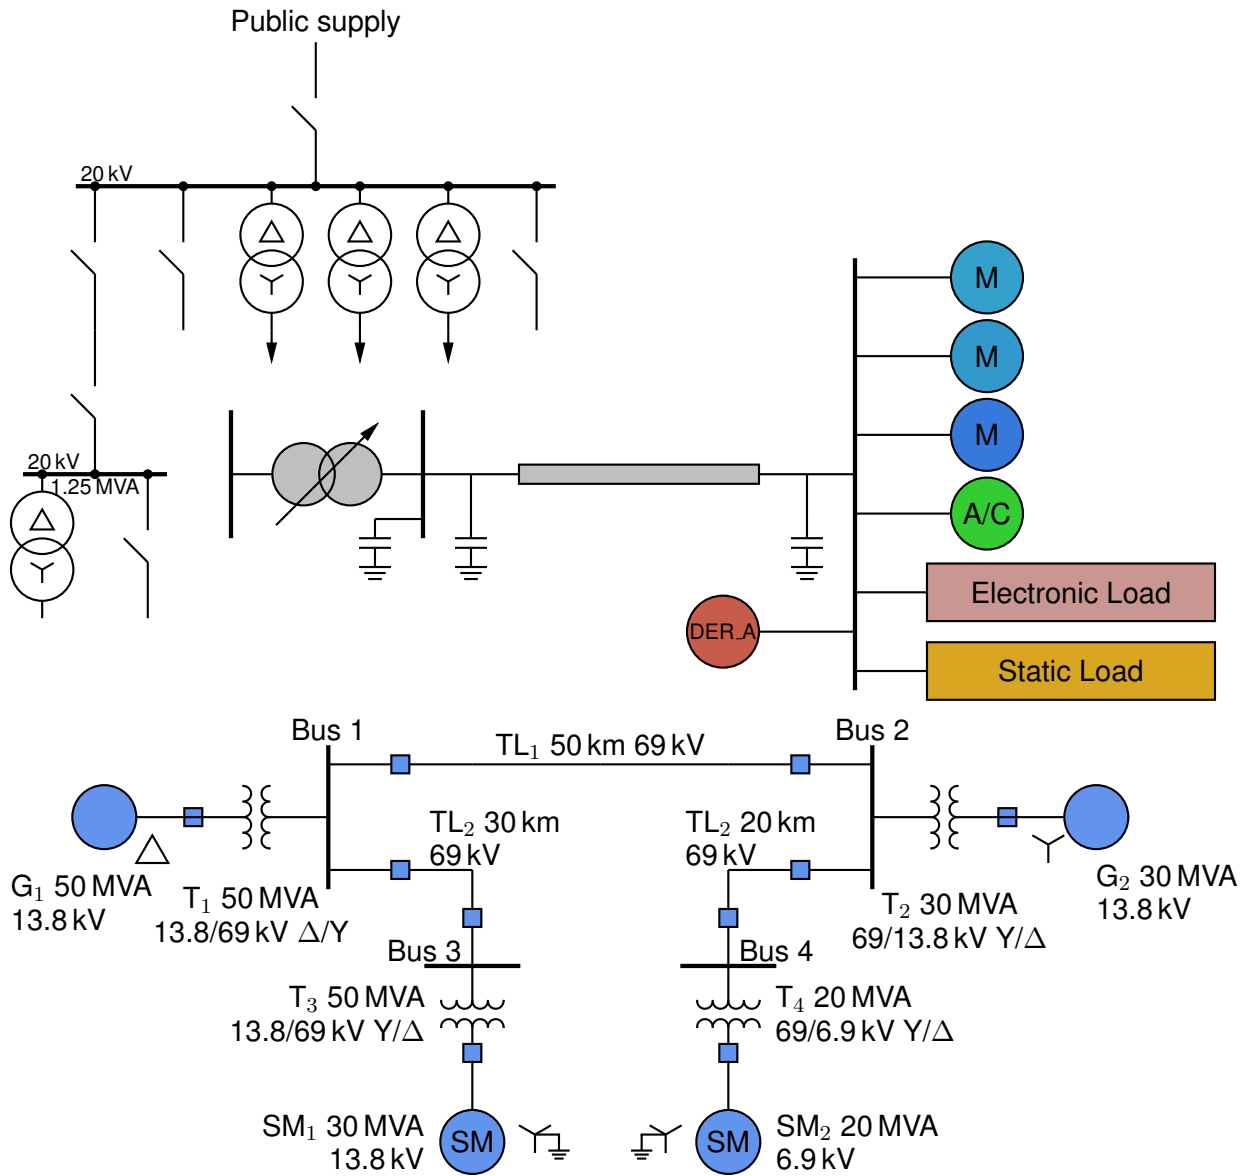 Public supply
20 kV
20 kV
1.25 MVA
M
M
M
A/C
Electronic Load
DER_A
Static Load
Bus 1
Bus 2
TL₁ 50 km 69 kV
TL₂ 30 km
69 kV
TL₂ 20 km
69 kV
G₁ 50 MVA
13.8 kV
T₁ 50 MVA
13.8/69 kV Δ/Y
T₂ 30 MVA
69/13.8 kV Y/Δ
G₂ 30 MVA
13.8 kV
Bus 3
Bus 4
T₃ 50 MVA
13.8/69 kV Y/Δ
T₄ 20 MVA
69/6.9 kV Y/Δ
SM₁ 30 MVA
13.8 kV
SM
SM
SM₂ 20 MVA
6.9 kV